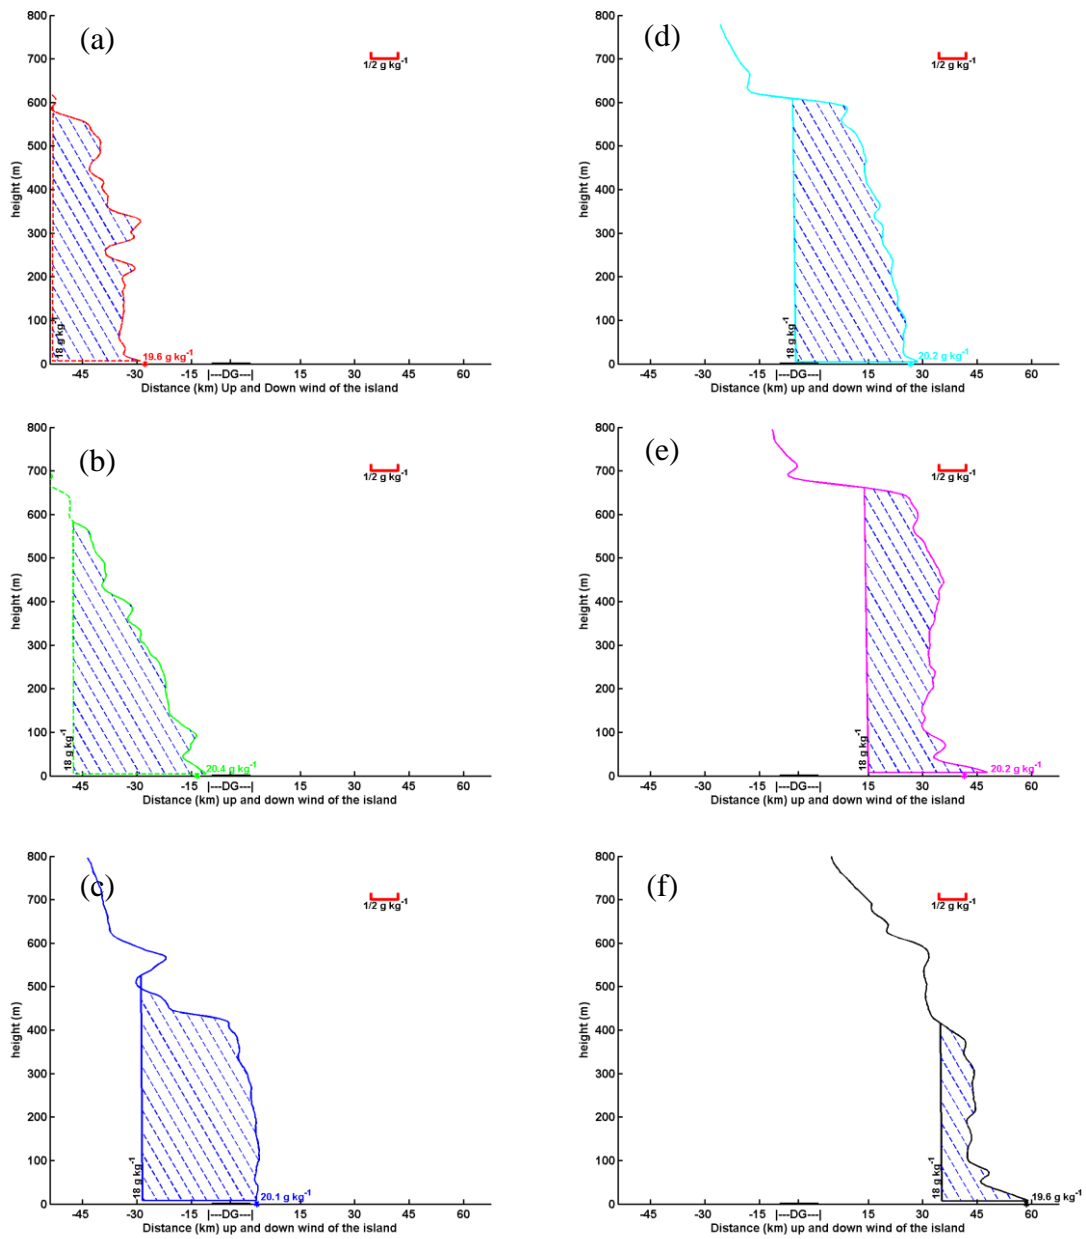 (a)
800
700
600
500
400
300
200
100
0
height (m)
1/2 g kg⁻¹
18 g kg⁻¹
19.6 g kg⁻¹
-45 -30 -15 |---DG---| 15 30 45 60
Distance (km) Up and Down wind of the island
(d)
800
700
600
500
400
300
200
100
0
height (m)
1/2 g kg⁻¹
18 g kg⁻¹
20.2 g kg⁻¹
-45 -30 -15 |---DG---| 15 30 45 60
Distance (km) up and down wind of the island
(b)
800
700
600
500
400
300
200
100
0
height (m)
1/2 g kg⁻¹
18 g kg⁻¹
20.4 g kg⁻¹
-45 -30 -15 |---DG---| 15 30 45 60
Distance (km) up and down wind of the island
(e)
800
700
600
500
400
300
200
100
0
height (m)
1/2 g kg⁻¹
18 g kg⁻¹
20.2 g kg⁻¹
-45 -30 -15 |---DG---| 15 30 45 60
Distance (km) up and down wind of the island
(c)
800
700
600
500
400
300
200
100
0
height (m)
1/2 g kg⁻¹
18 g kg⁻¹
20.1 g kg⁻¹
-45 -30 -15 |---DG---| 15 30 45 60
Distance (km) up and down wind of the island
(f)
800
700
600
500
400
300
200
100
0
height (m)
1/2 g kg⁻¹
18 g kg⁻¹
19.6 g kg⁻¹
-45 -30 -15 |---DG---| 15 30 45 60
Distance (km) up and down wind of the island